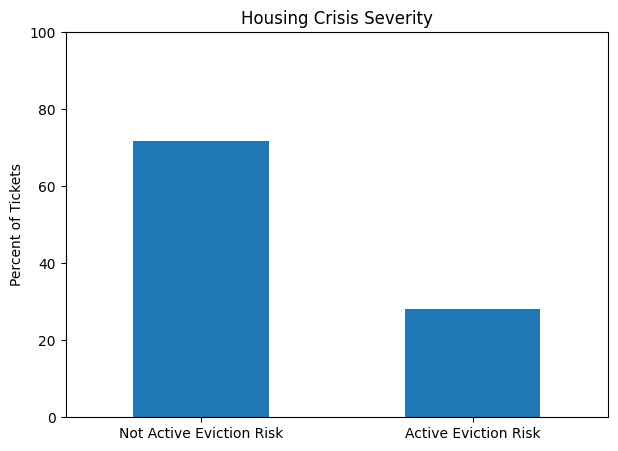 Housing Crisis Severity
100
80
60
40
20
0
Percent of Tickets
Not Active Eviction Risk
Active Eviction Risk